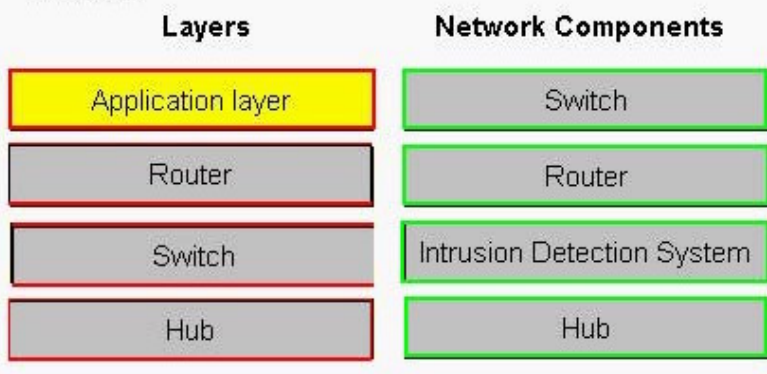 Layers Network Components
Application layer Switch
Router Router
Switch Intrusion Detection System
Hub Hub